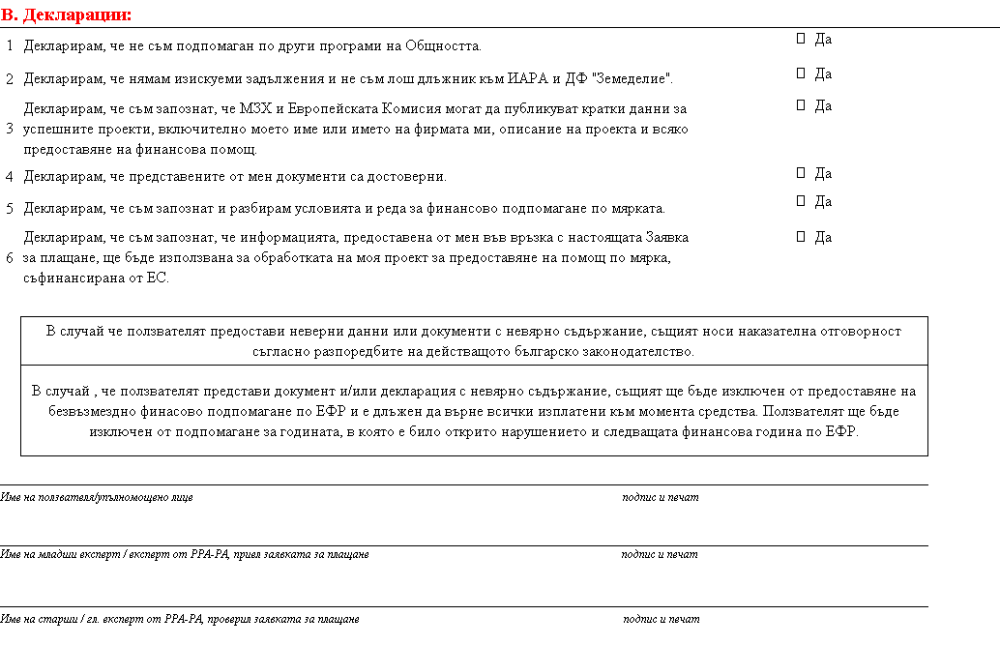 В. Декларации:
1 Декларирам, че не съм подпомаган по други програми на Общността. Да
2 Декларирам, че нямам изискуеми задължения и не съм лош длъжник към ИАРА и ДФ "Земеделие". Да
Декларирам, че съм запознат, че МЗХ и Европейската Комисия могат да публикуват кратки данни за Да
3 успешните проекти, включително моето име или името на фирмата ми, описание на проекта и всяко
предоставяне на финансова помощ.
4 Декларирам, че представените от мен документи са достоверни. Да
5 Декларирам, че съм запознат и разбирам условията и реда за финансово подпомагане по мярката. Да
Декларирам, че съм запознат, че информацията, предоставена от мен във връзка с настоящата Заявка Да
6 за плащане, ще бъде използвана за обработката на моя проект за предоставяне на помощ по мярка,
съфинансирана от ЕС.
В случай че ползвателят предостави неверни данни или документи с невярно съдържание, същият носи наказателна отговорност
съгласно разпоредбите на действащото българско законодателство.
В случай , че ползвателят представи документ и/или декларация с невярно съдържание, същият ще бъде изключен от предоставяне на
безвъзмездно финасово подпомагане по ЕФР и е длъжен да върне всички изплатени към момента средства. Ползвателят ще бъде
изключен от подпомагане за годината, в която е било открито нарушението и следващата финансова година по ЕФР.
Име на ползвателя/упълномощено лице подпис и печат
Име на младши експерт / експерт от РРА-РА, приел заявката за плащане подпис и печат
Име на старши / гл. експерт от РРА-РА, проверил заявката за плащане подпис и печат